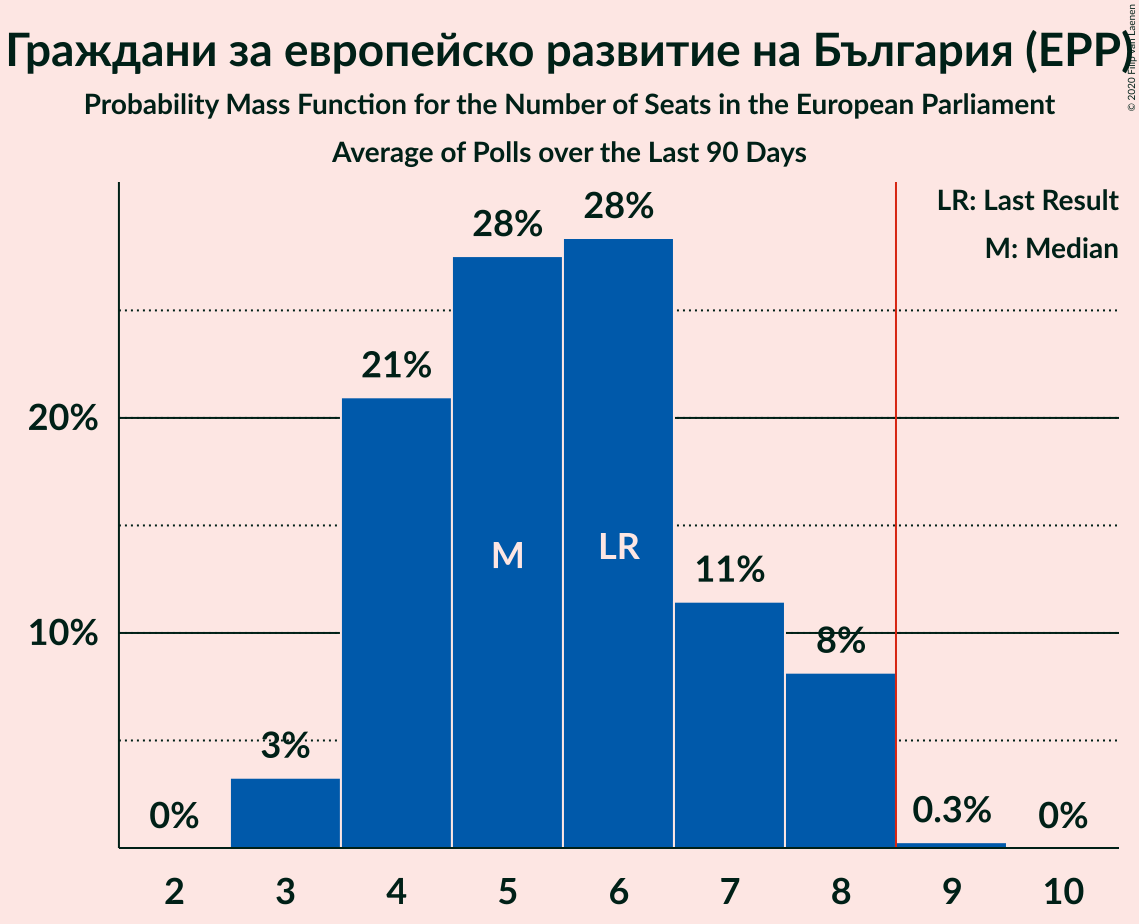 Граждани за европейско развитие на България (EPP)
© 2020 Filip van Laenen
Probability Mass Function for the Number of Seats in the European Parliament
Average of Polls over the Last 90 Days
LR: Last Result
M: Median
28%
28%
21%
20%
M
LR
11%
10%
8%
3%
0%
0.3%
0%
2 3 4 5 6 7 8 9 10